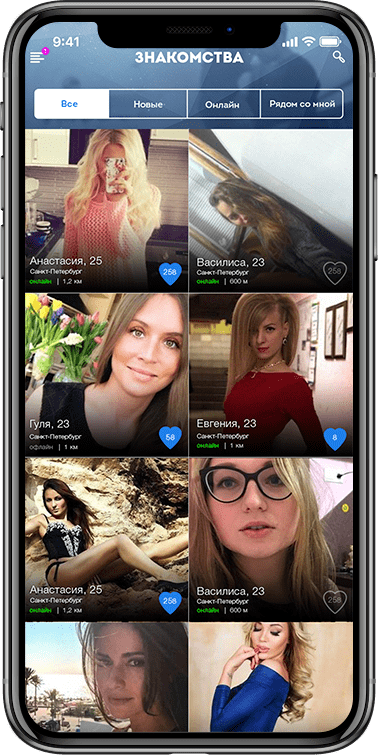 9:41
1
ЗНАКОМСТВА
Все
Новые
Онлайн
Рядом со мной
Анастасия, 25
Санкт-Петербург
онлайн | 1,2 км
258
Василиса, 23
Санкт-Петербург
онлайн | 600 м
258
Гуля, 23
Санкт-Петербург
офлайн | 1 км
58
Евгения, 23
Санкт-Петербург
онлайн | 1 км
8
Анастасия, 25
Санкт-Петербург
онлайн | 1,2 км
258
Василиса, 23
Санкт-Петербург
онлайн | 600 м
258